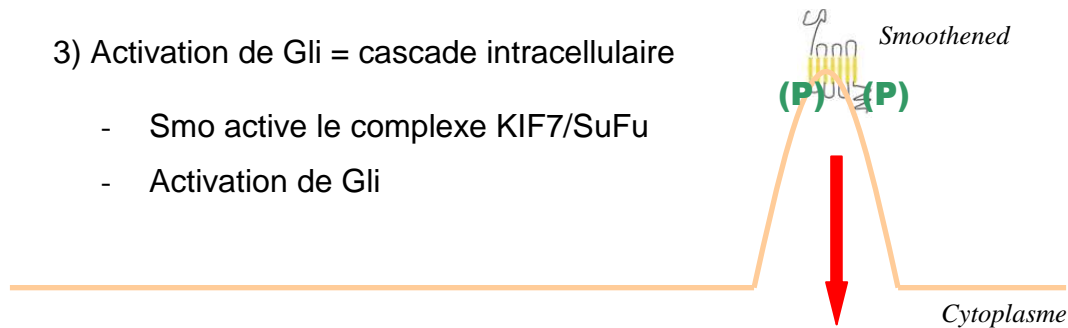 3) Activation de Gli = cascade intracellulaire
Smoothened
(P) (P)
- Smo active le complexe KIF7/SuFu
- Activation de Gli
Cytoplasme